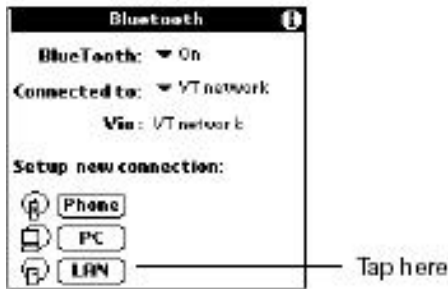 Bluetooth
BlueTooth: On
Connected to: VT network
Via: VT network
Setup new connection:
Phone
PC
LAN
Tap here